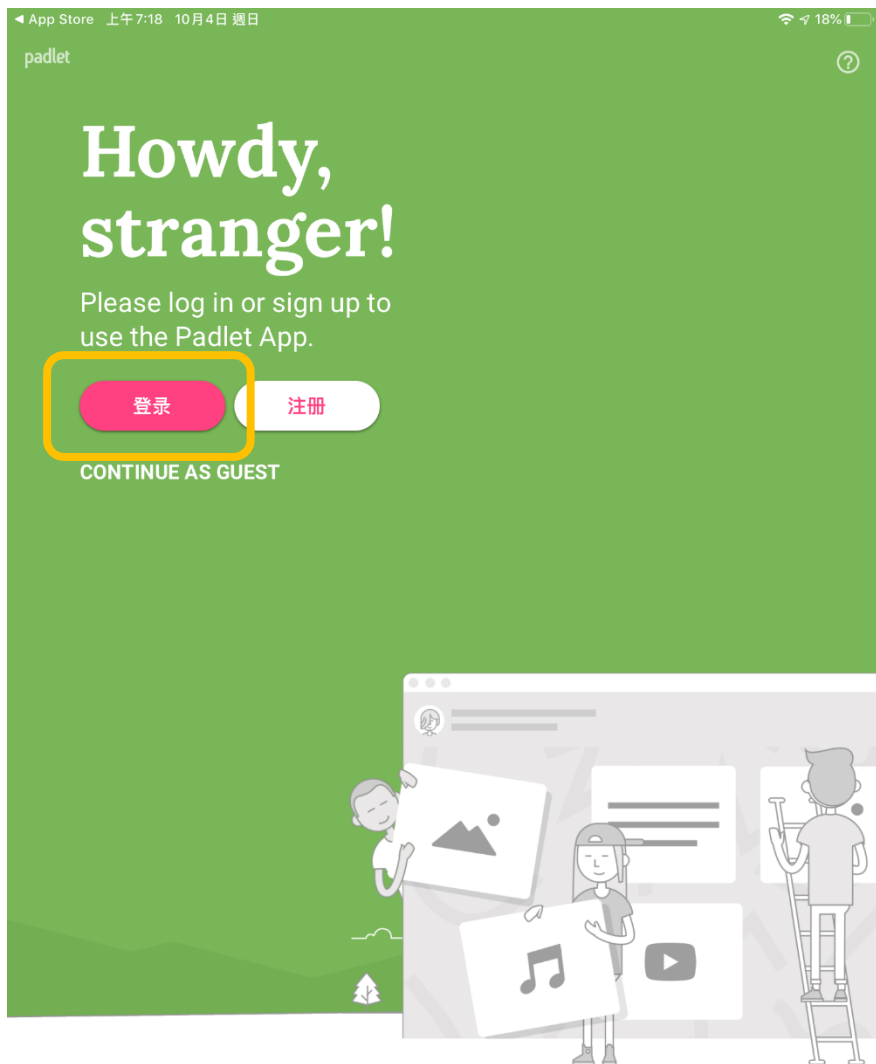 ◀ App Store 上午7:18 10月4日 週日 18%
padlet
?
Howdy,
stranger!
Please log in or sign up to
use the Padlet App.
登录 注册
CONTINUE AS GUEST